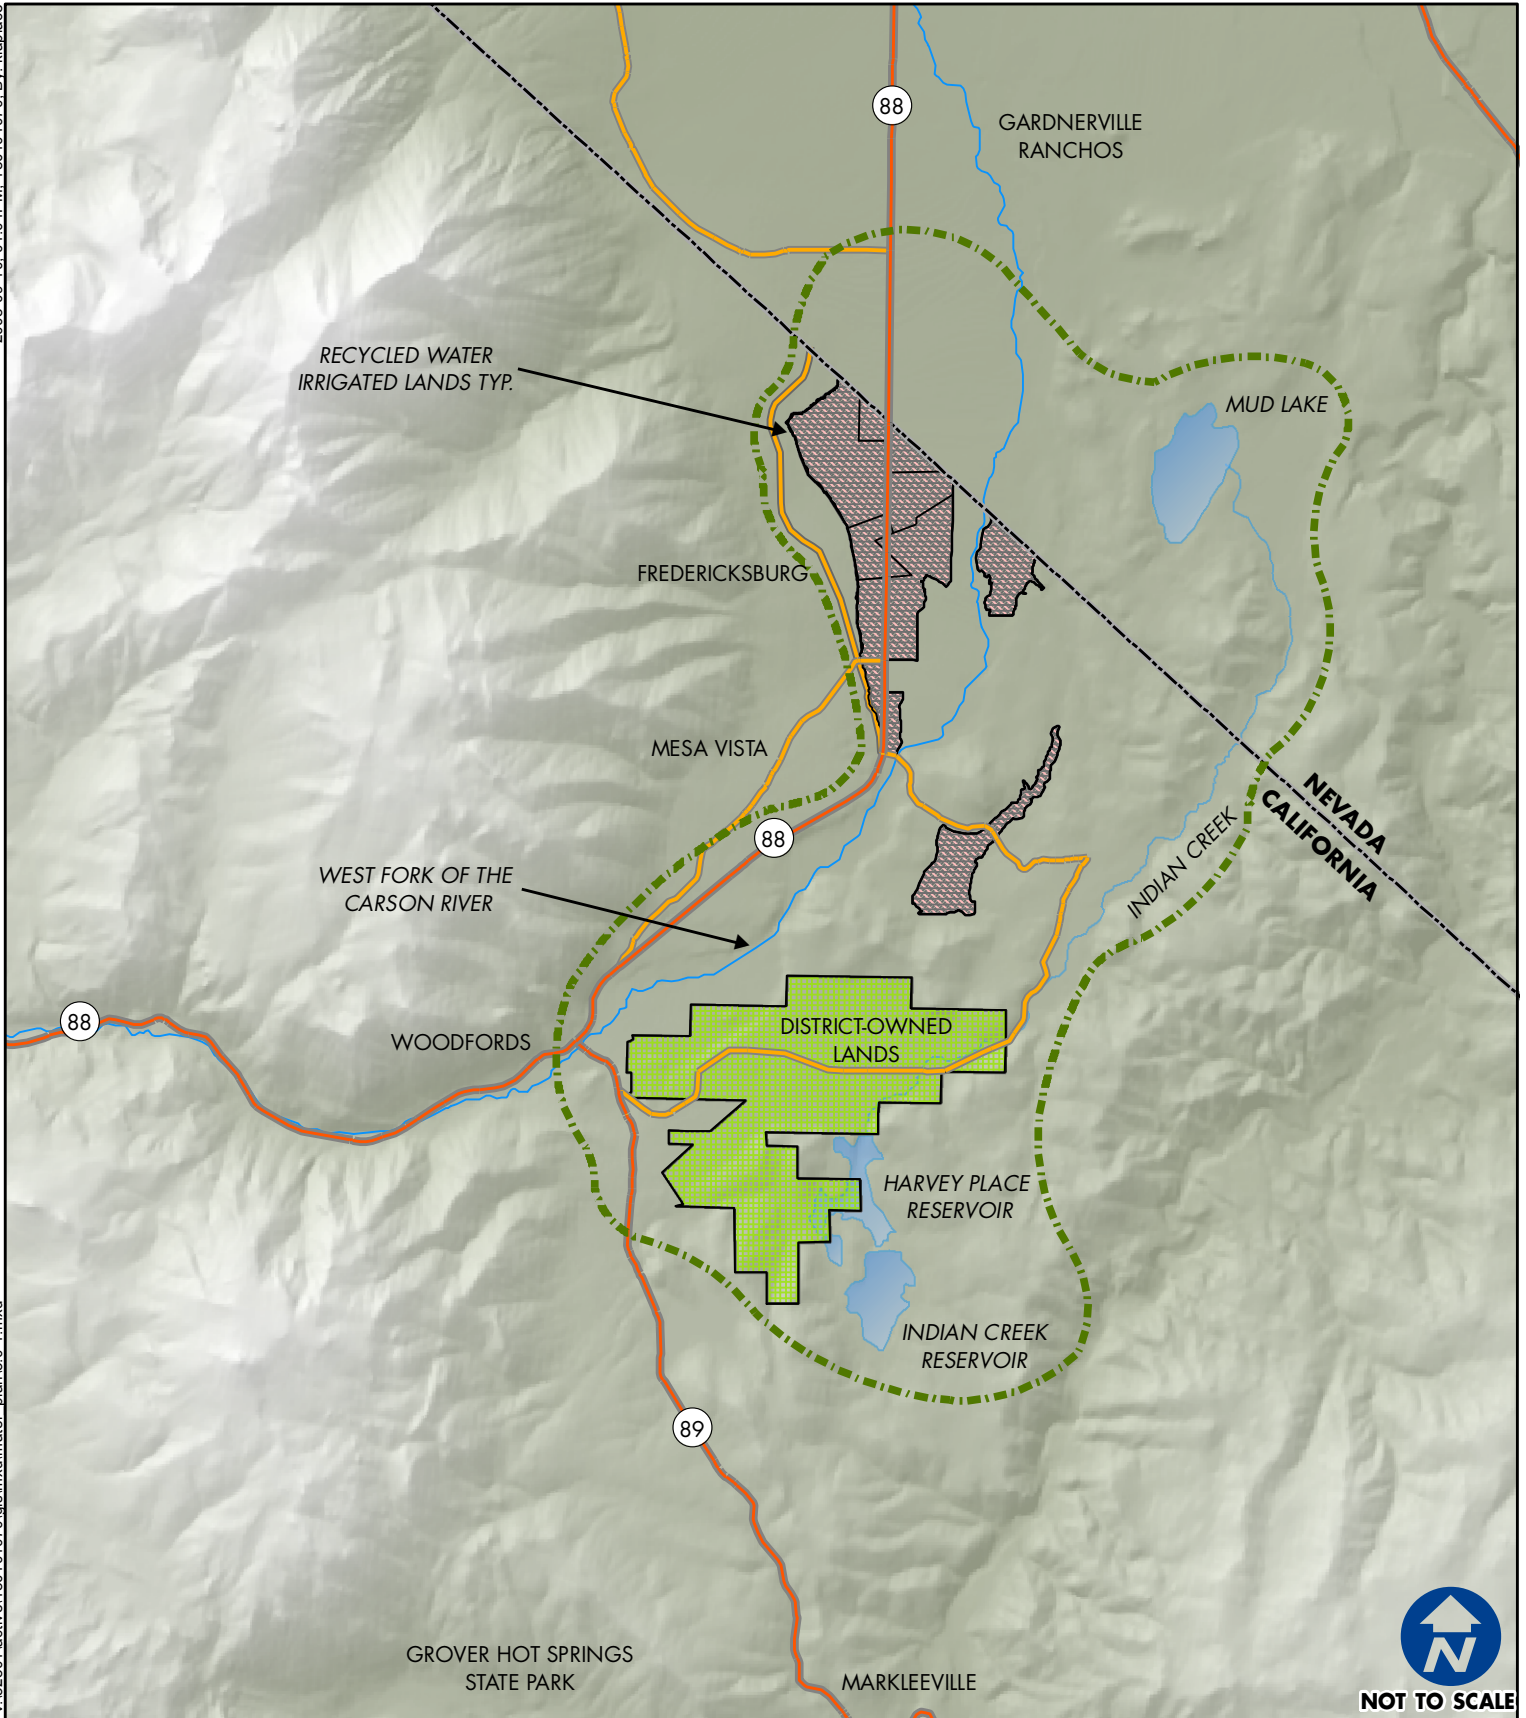 88
GARDNERVILLE
RANCHOS
RECYCLED WATER
IRRIGATED LANDS TYP.
MUD LAKE
FREDERICKSBURG
MESA VISTA
NEVADA
CALIFORNIA
88
INDIAN CREEK
WEST FORK OF THE
CARSON RIVER
88
WOODFORDS
DISTRICT-OWNED
LANDS
HARVEY PLACE
RESERVOIR
INDIAN CREEK
RESERVOIR
89
GROVER HOT SPRINGS
STATE PARK
MARKLEEVILLE
N
NOT TO SCALE